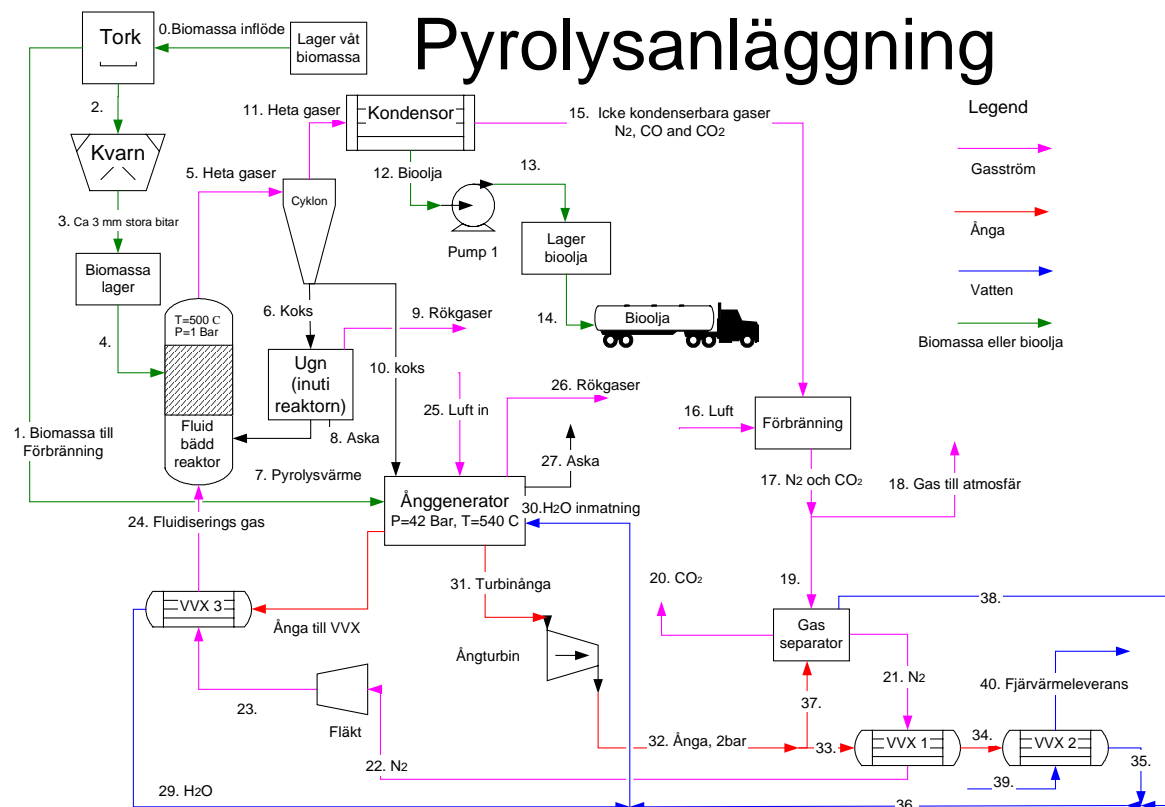 Pyrolysanläggning
Tork
0.Biomassa inflöde
Lager våt
biomassa
2.
Kvarn
3. Ca 3 mm stora bitar
Biomassa
lager
4.
5. Heta gaser
11. Heta gaser
Kondensor
15. Icke kondenserbara gaser
N2, CO and CO2
12. Bioolja
13.
Pump 1
Lager
bioolja
14.
Bioolja
Legend
Gasström
Ånga
Vatten
Biomassa eller bioolja
Cyklon
T=500 C
P=1 Bar
Fluid
bädd
reaktor
6. Koks
9. Rökgaser
Ugn
(inuti
reaktorn)
10. koks
8. Aska
7. Pyrolysvärme
1. Biomassa till
Förbränning
25. Luft in
26. Rökgaser
27. Aska
16. Luft
Förbränning
17. N2 och CO2
18. Gas till atmosfär
Ånggenerator
P=42 Bar, T=540 C
30.H2O inmatning
24. Fluidiserings gas
VVX 3
Ånga till VVX
31. Turbinånga
Ångturbin
19.
20. CO2
Gas
separator
38.
21. N2
40. Fjärvärmeleverans
37.
23.
Fläkt
22. N2
32. Ånga, 2bar
33.
VVX 1
34.
VVX 2
35.
39.
29. H2O
36.